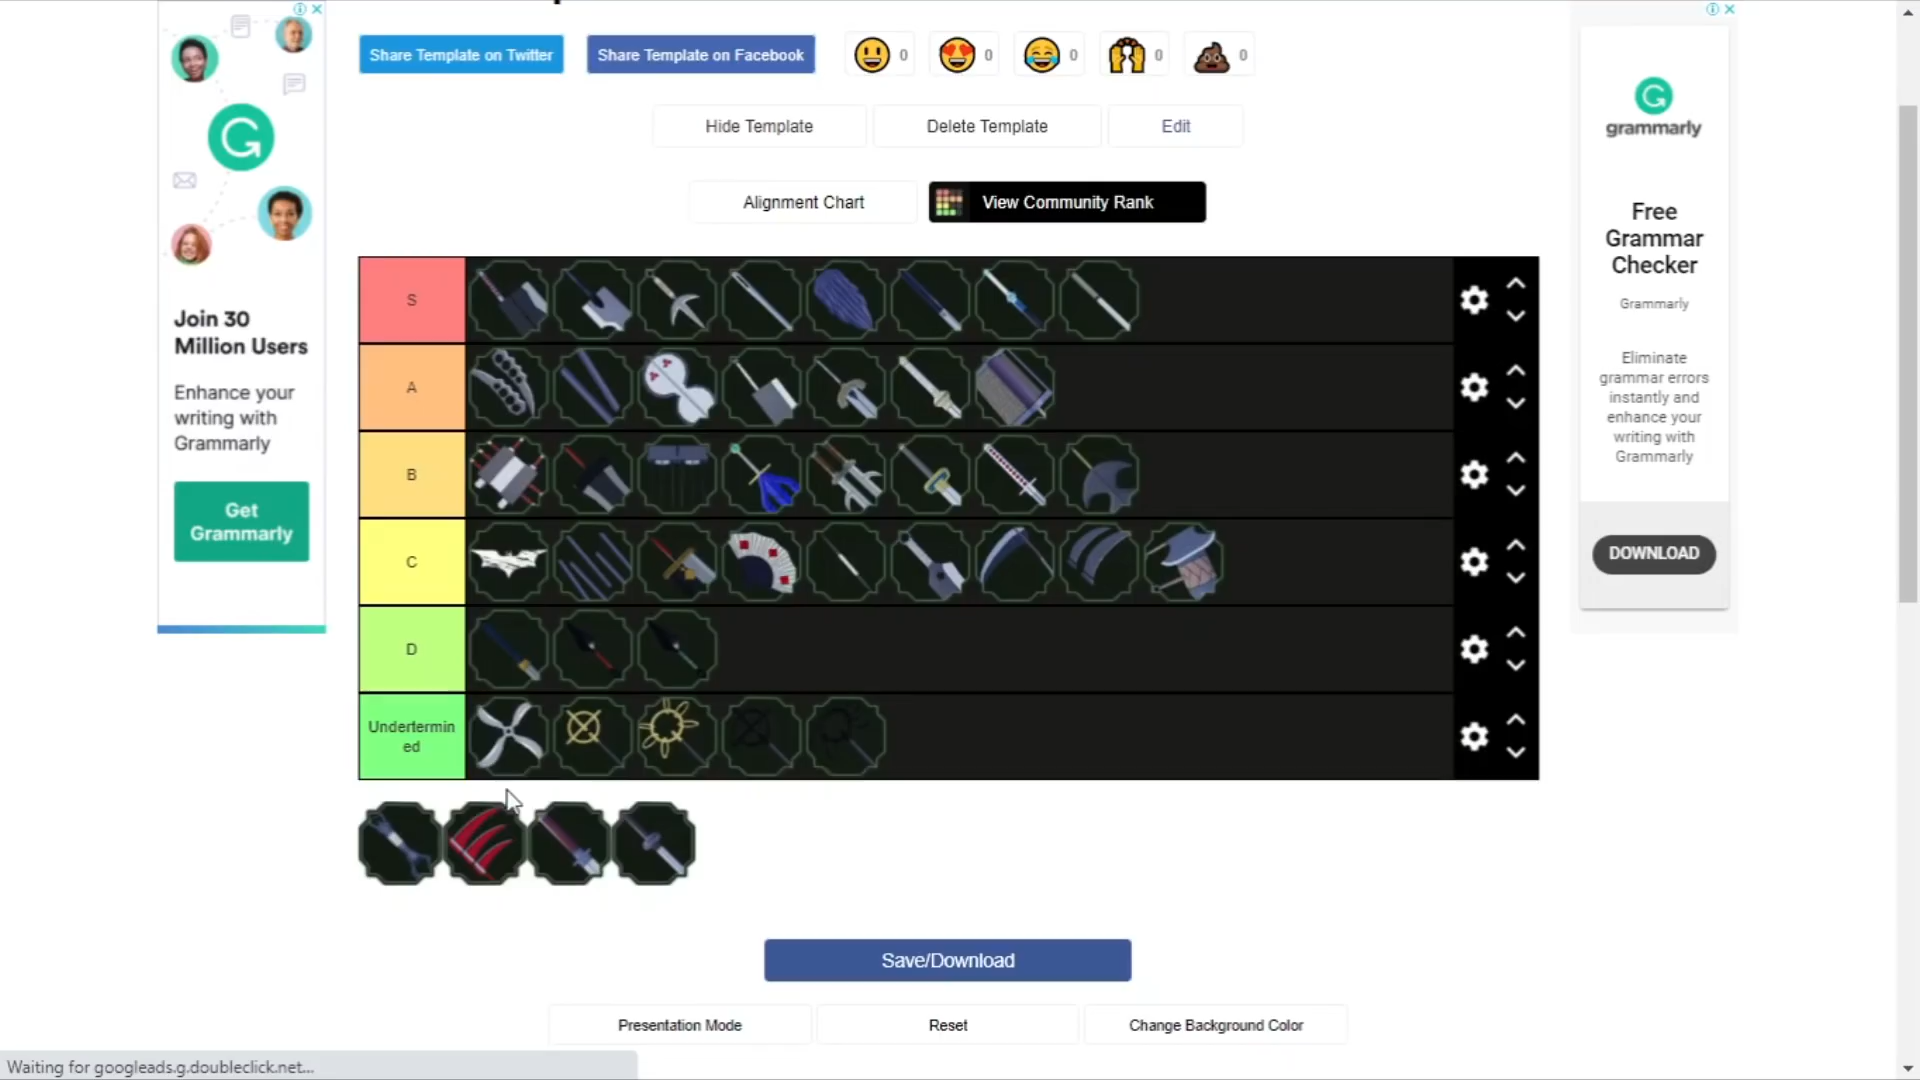 Share Template on Twitter
Share Template on Facebook
0
0
0
0
0
Hide Template
Delete Template
Edit
Alignment Chart
View Community Rank
Join 30
Million Users
Enhance your
writing with
Grammarly
Get
Grammarly
S
A
B
C
D
Undertermin
ed
grammarly
Free
Grammar
Checker
Grammarly
Eliminate
grammar errors
instantly and
enhance your
writing with
Grammarly
DOWNLOAD
Save/Download
Presentation Mode
Reset
Change Background Color
Waiting for googleads.g.doubleclick.net...